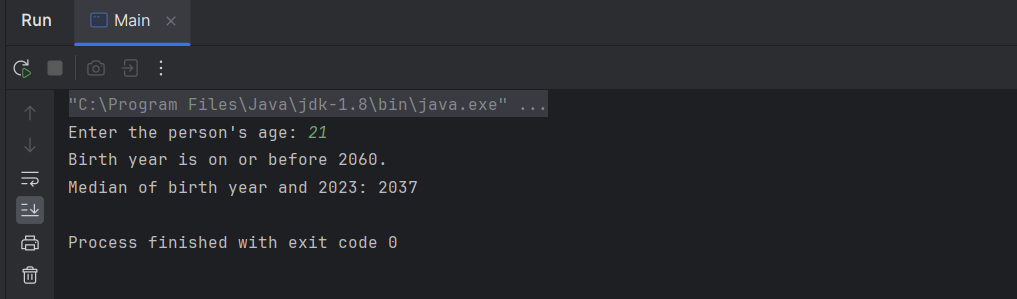 Run Main
"C:\Program Files\Java\jdk-1.8\bin\java.exe" ...
Enter the person's age: 21
Birth year is on or before 2060.
Median of birth year and 2023: 2037
Process finished with exit code 0